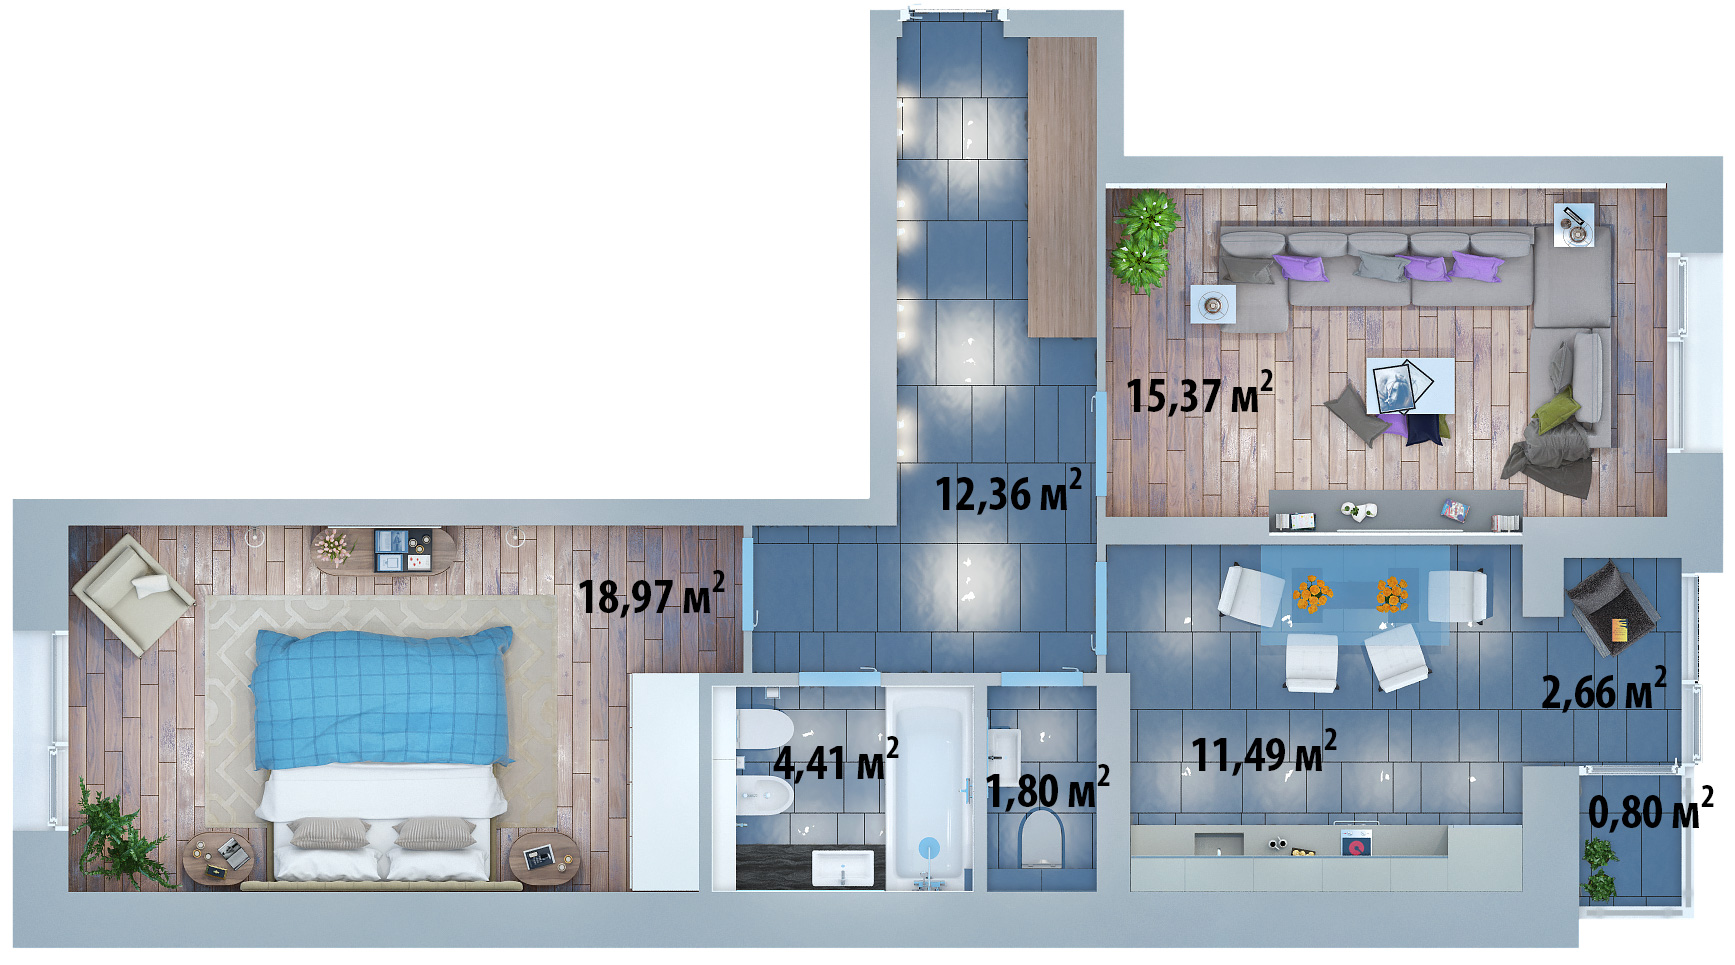 15,37 м²
12,36 м²
18,97 м²
2,66 м²
4,41 м²
11,49 м²
1,80 м²
0,80 м²